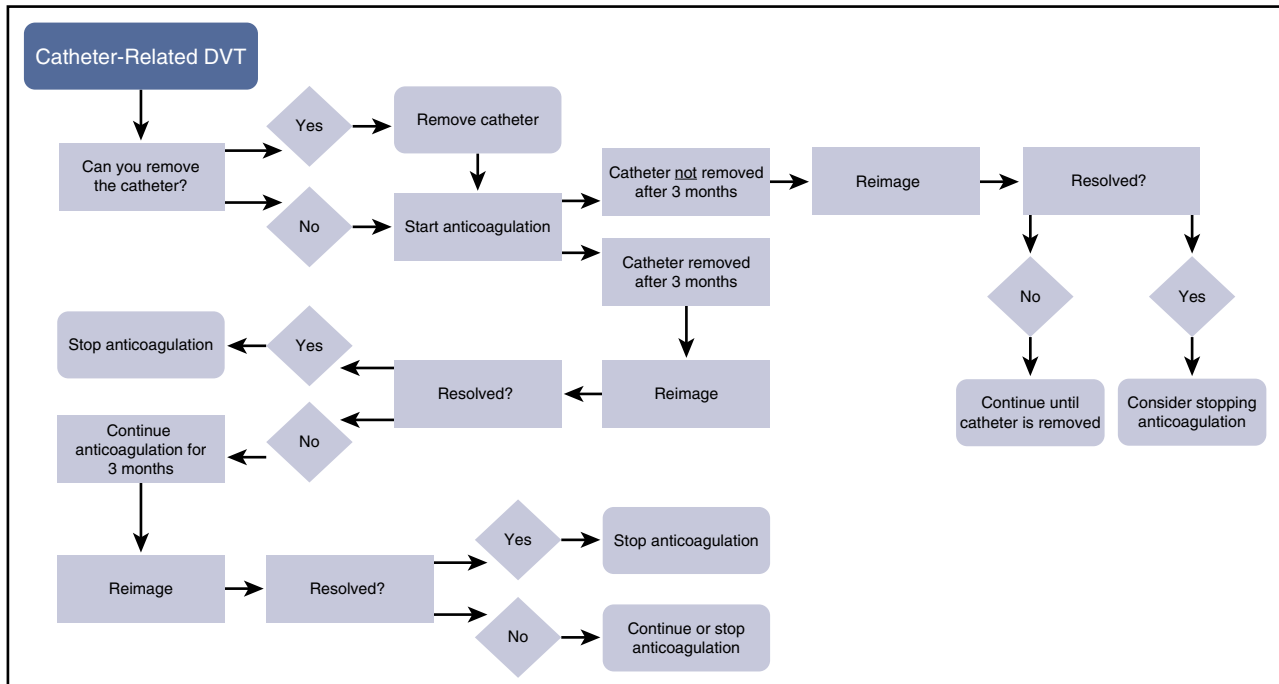 Catheter-Related DVT
Can you remove
the catheter?
Yes
Remove catheter
No
Start anticoagulation
Catheter not removed
after 3 months
Reimage
Resolved?
No
Yes
Continue until
catheter is removed
Consider stopping
anticoagulation
Catheter removed
after 3 months
Reimage
Resolved?
Yes
Stop anticoagulation
No
Continue
anticoagulation for
3 months
Reimage
Resolved?
Yes
Stop anticoagulation
No
Continue or stop
anticoagulation